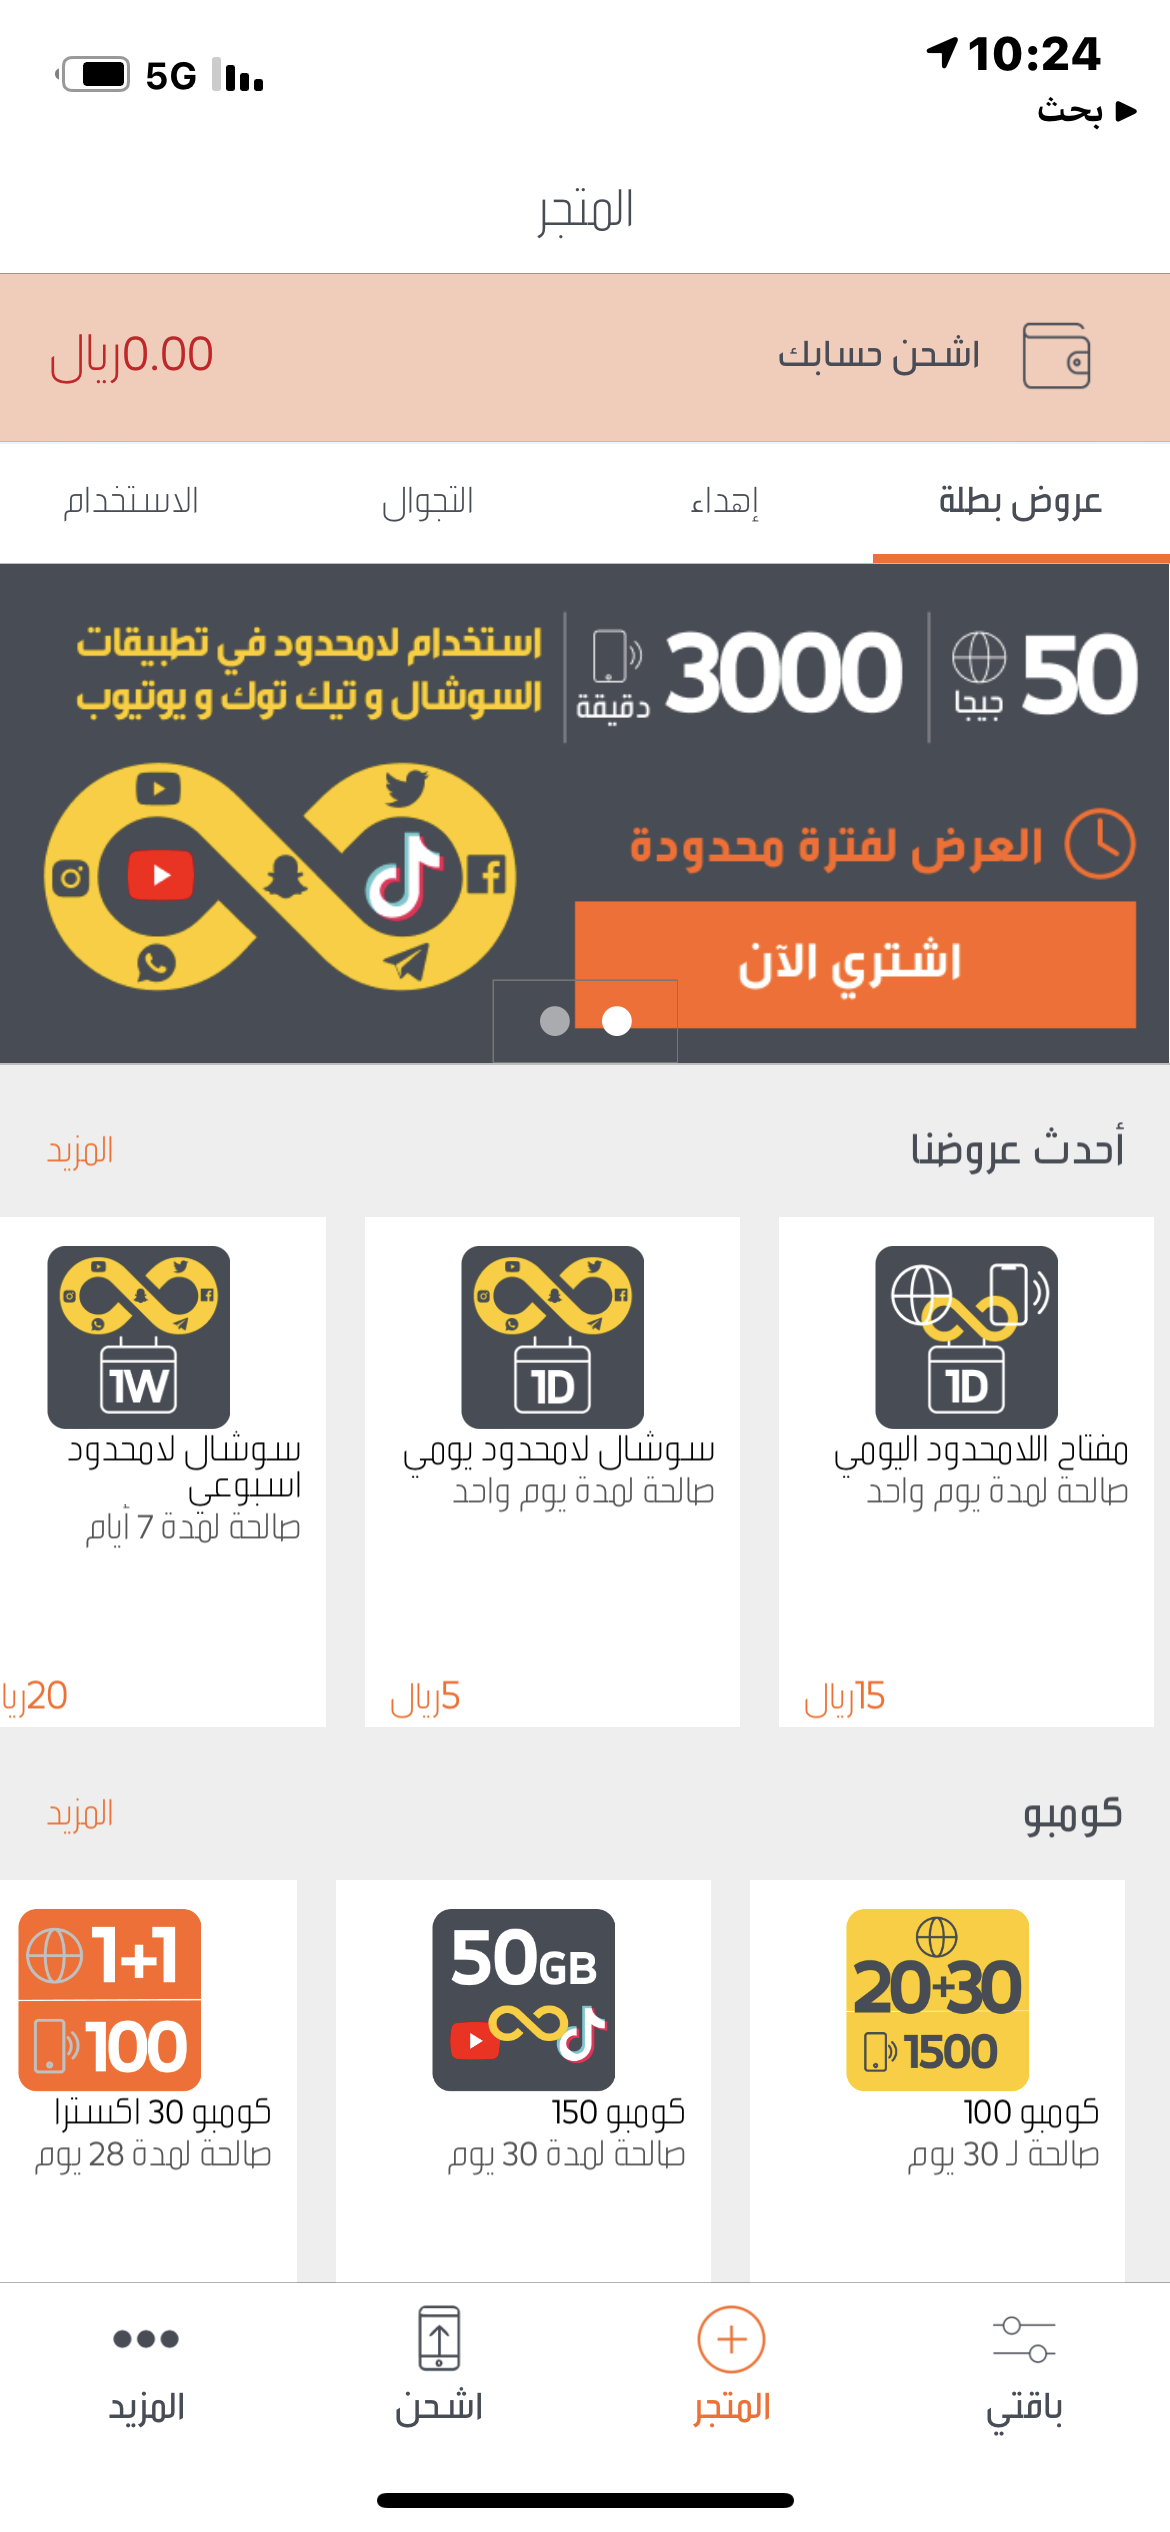 10:24
5G
بحث
المتجر
اشحن حسابك
0.00ريال
عروض بطلة
إهداء
التجوال
الاستخدام
50 جيجا
3000 دقيقة
استخدام لامحدود في تطبيقات
السوشال و تيك توك و يوتيوب
العرض لفترة محدودة
اشتري الآن
أحدث عروضنا
المزيد
1D
مفتاح اللامحدود اليومي
صالحة لمدة يوم واحد
15ريال
1D
سوشال لامحدود يومي
صالحة لمدة يوم واحد
5ريال
1W
سوشال لامحدود
اسبوعي
صالحة لمدة 7 أيام
20
كومبو
المزيد
20+30
1500
كومبو 100
صالحة لـ 30 يوم
50GB
كومبو 150
صالحة لمدة 30 يوم
1+1
100
كومبو 30 اكسترا
صالحة لمدة 28 يوم
باقتي
المتجر
اشحن
المزيد